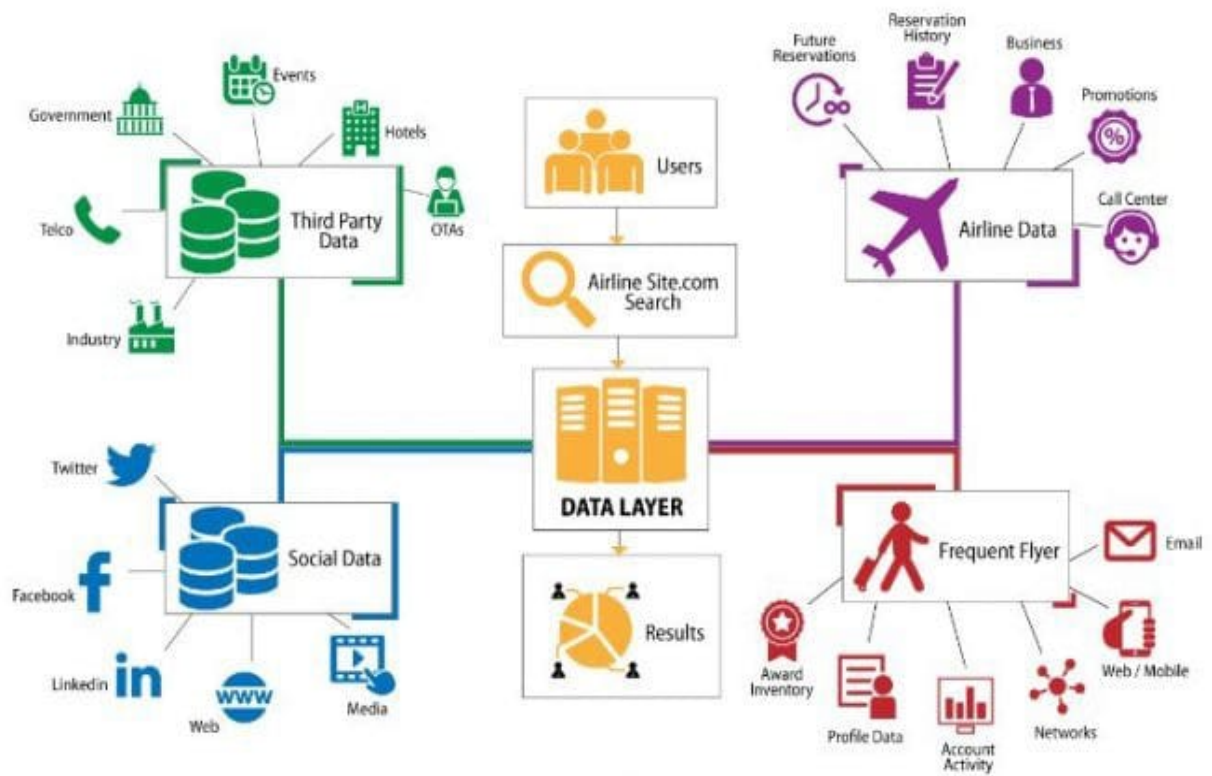 Government
Events
Hotels
OTAs
Telco
Industry
Third Party
Data
Users
Airline Site.com
Search
DATA LAYER
Results
Future
Reservations
Reservation
History
Business
Promotions
%
Call Center
Airline Data
Twitter
Facebook
f
Linkedin
in
Web
www
Media
Social Data
Frequent Flyer
Email
Web / Mobile
Networks
Account
Activity
Profile Data
Award
Inventory
H